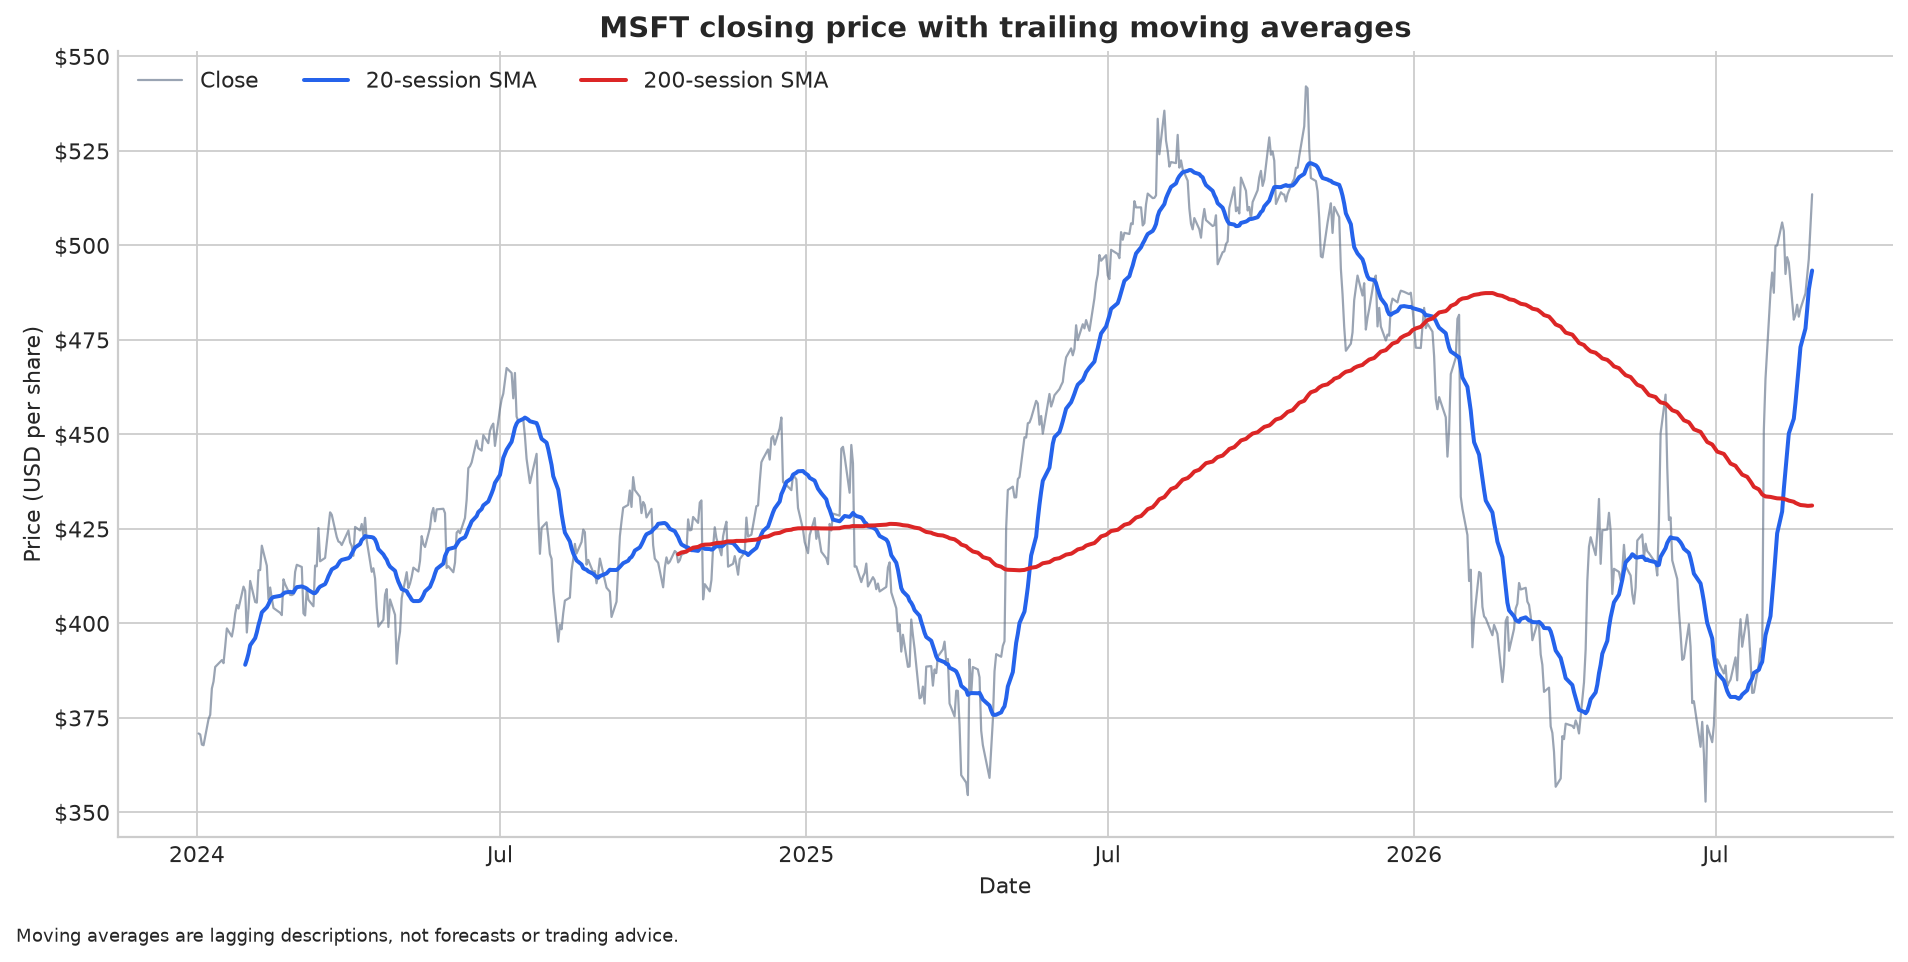 MSFT closing price with trailing moving averages
Close 20-session SMA 200-session SMA
Price (USD per share)
$550
$525
$500
$475
$450
$425
$400
$375
$350
2024 Jul 2025 Jul 2026 Jul
Date
Moving averages are lagging descriptions, not forecasts or trading advice.